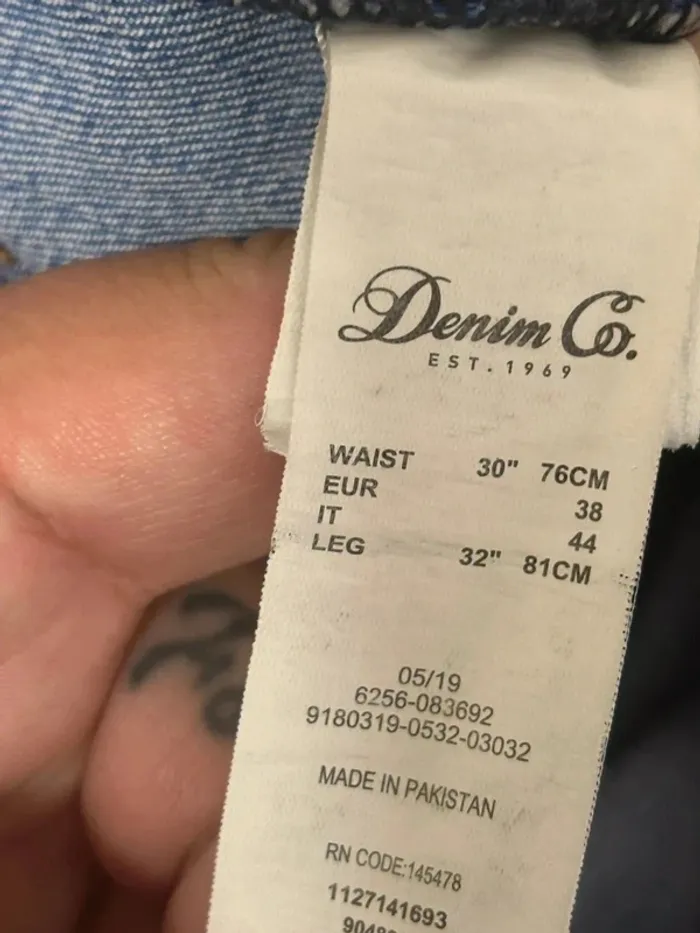 Denim Co.
EST. 1969
WAIST 30" 76CM
EUR 38
IT 44
LEG 32" 81CM
05/19
6256-083692
9180319-0532-03032
MADE IN PAKISTAN
RN CODE:145478
1127141693